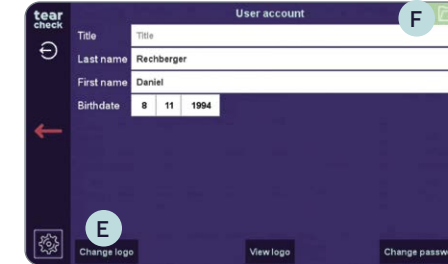 tear
check
User account
F
Title Title
Last name Rechberger
First name Daniel
Birthdate 8 11 1994
E
Change logo View logo Change passw